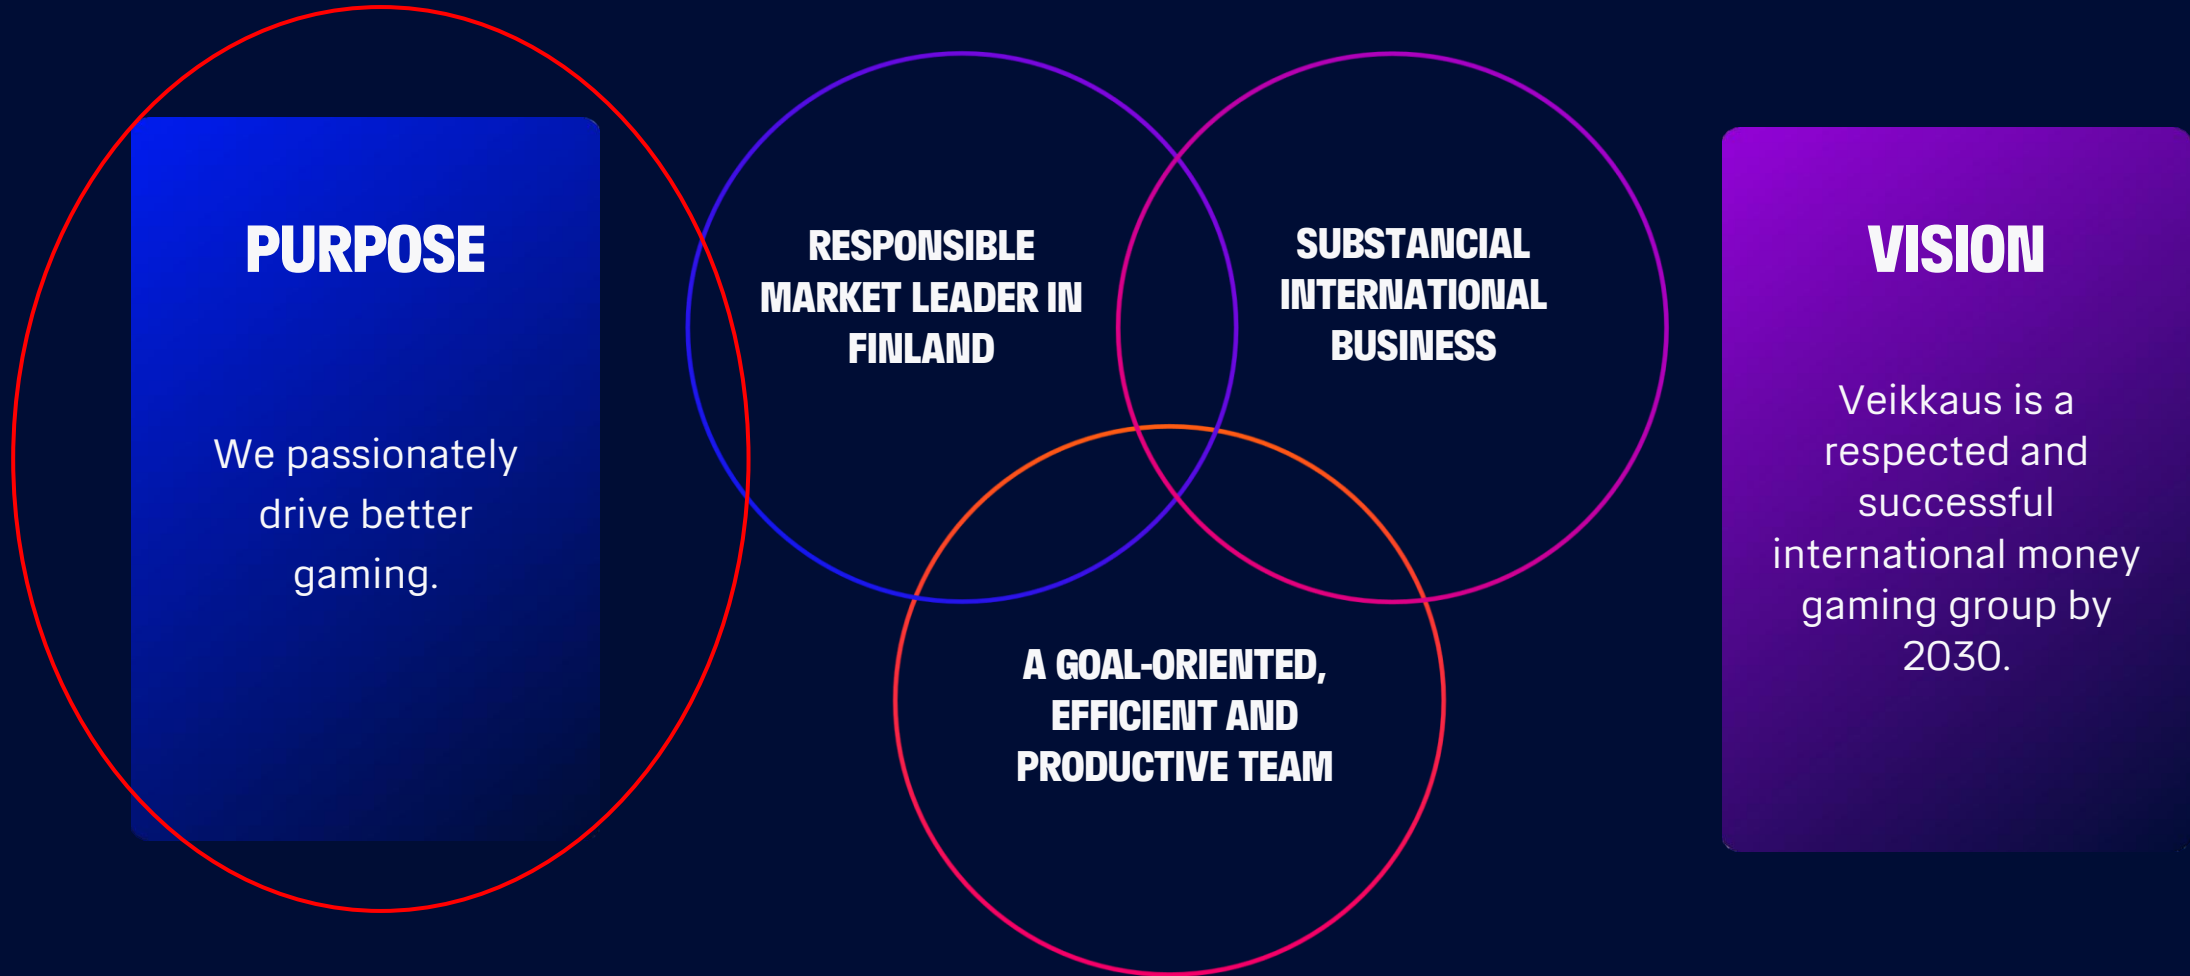 PURPOSE
We passionately
drive better
gaming.
RESPONSIBLE
MARKET LEADER IN
FINLAND
SUBSTANCIAL
INTERNATIONAL
BUSINESS
A GOAL-ORIENTED,
EFFICIENT AND
PRODUCTIVE TEAM
VISION
Veikkaus is a
respected and
successful
international money
gaming group by
2030.